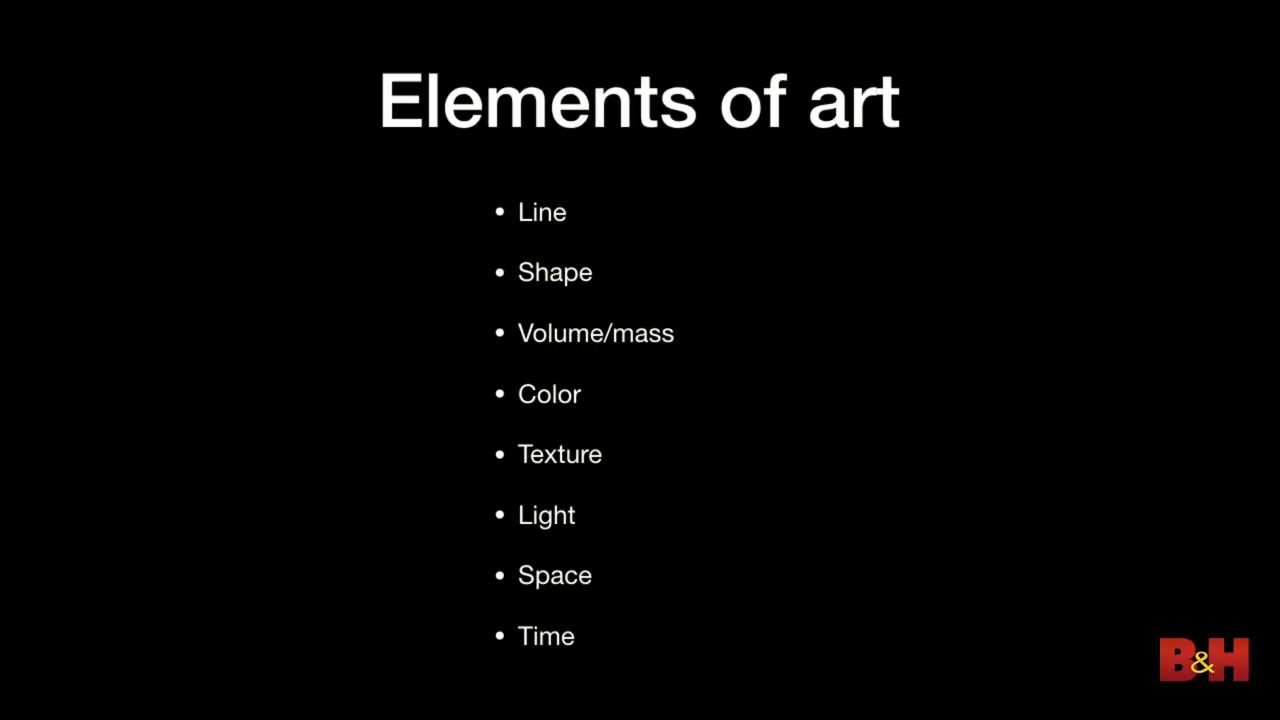 Elements of art
• Line
• Shape
• Volume/mass
• Color
• Texture
• Light
• Space
• Time
B&H